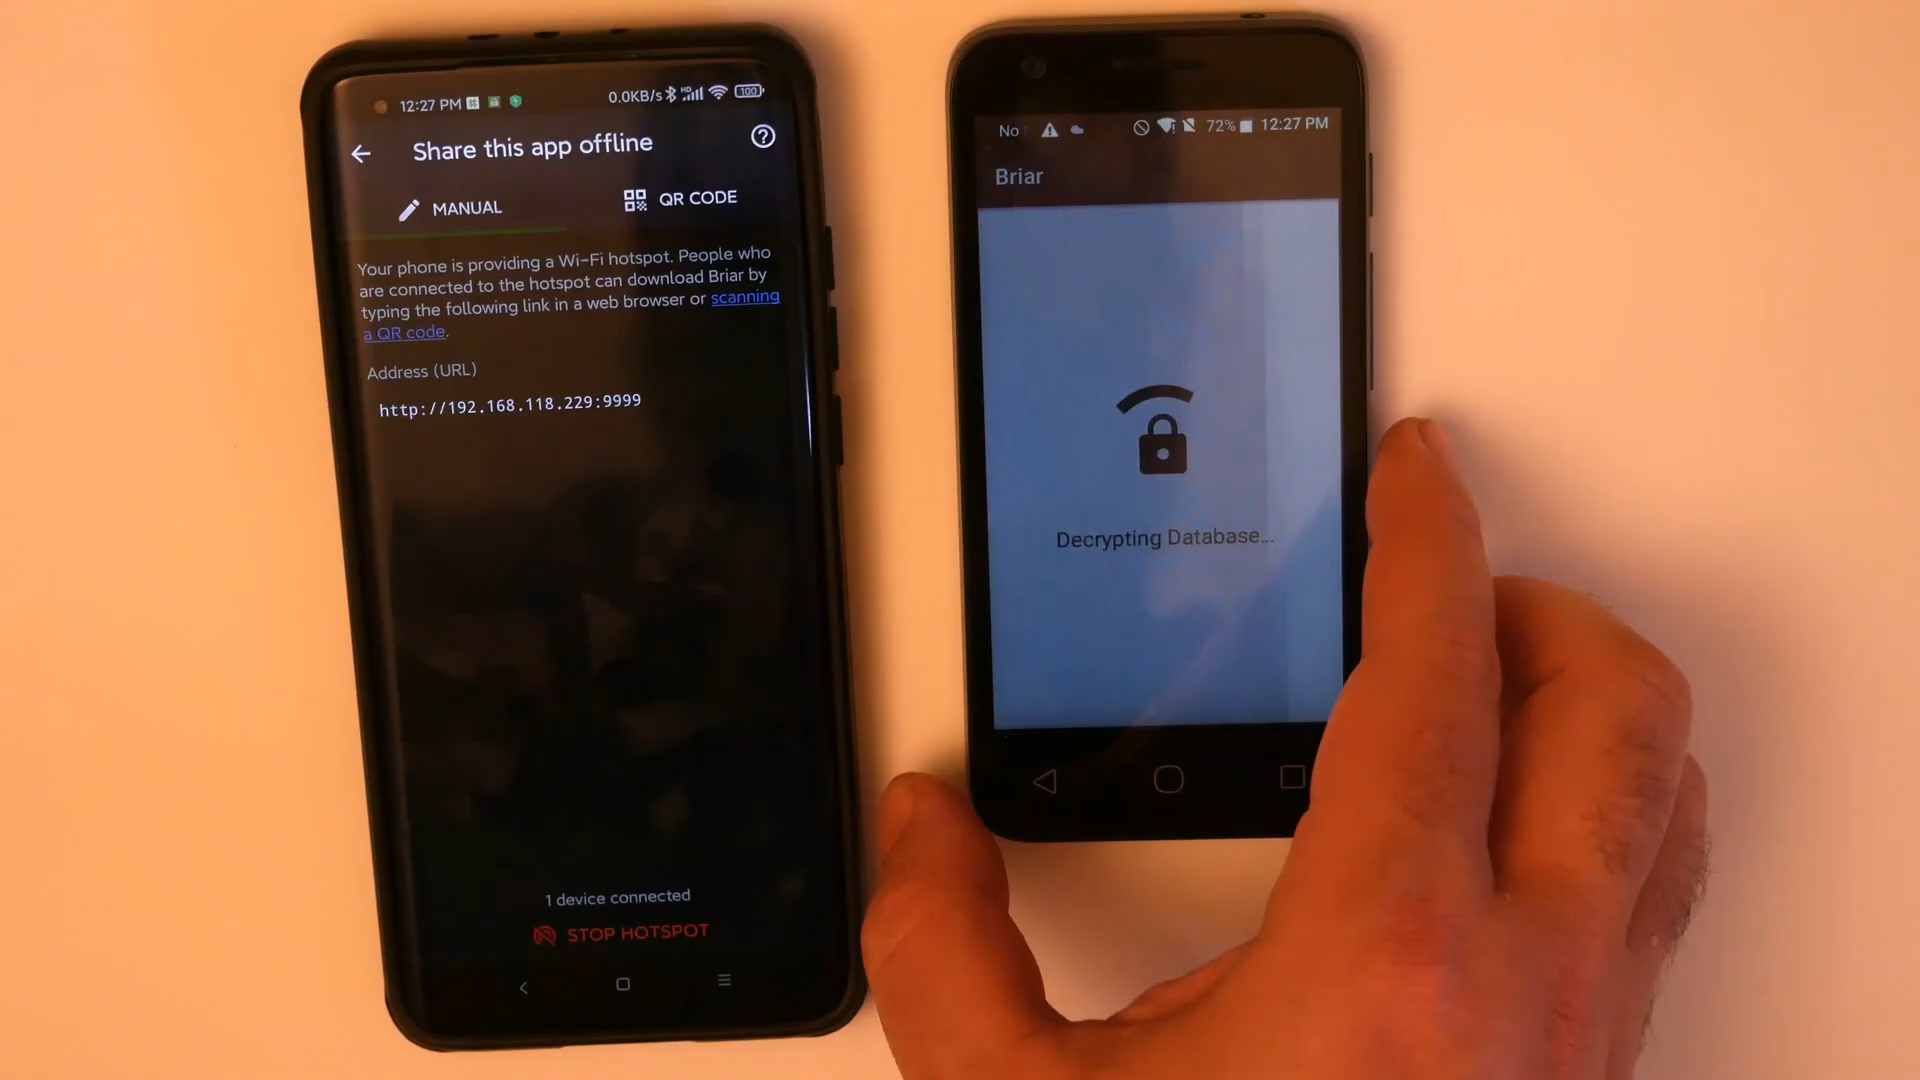 12:27 PM
0.0KB/s HD 100
Share this app offline
MANUAL
QR CODE
Your phone is providing a Wi-Fi hotspot. People who
are connected to the hotspot can download Briar by
typing the following link in a web browser or scanning
a QR code.
Address (URL)
http://192.168.118.229:9999
1 device connected
STOP HOTSPOT
No 72% 12:27 PM
Briar
Decrypting Database...